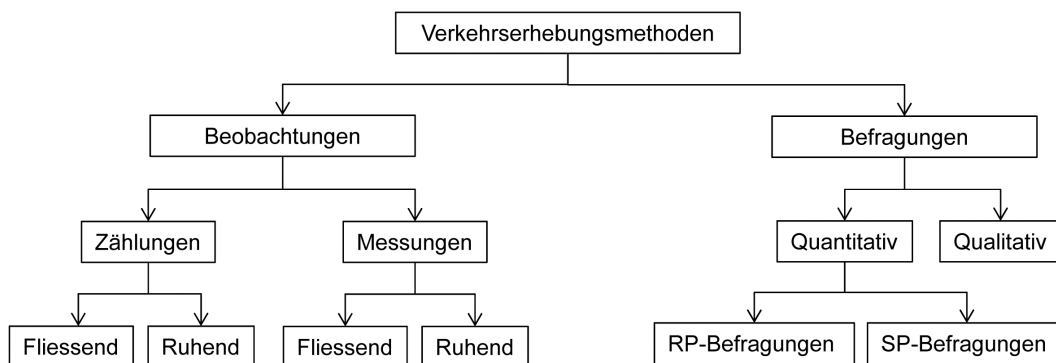 Verkehrserhebungsmethoden
Beobachtungen
Befragungen
Zählungen
Messungen
Quantitativ
Qualitativ
Fliessend
Ruhend
Fliessend
Ruhend
RP-Befragungen
SP-Befragungen